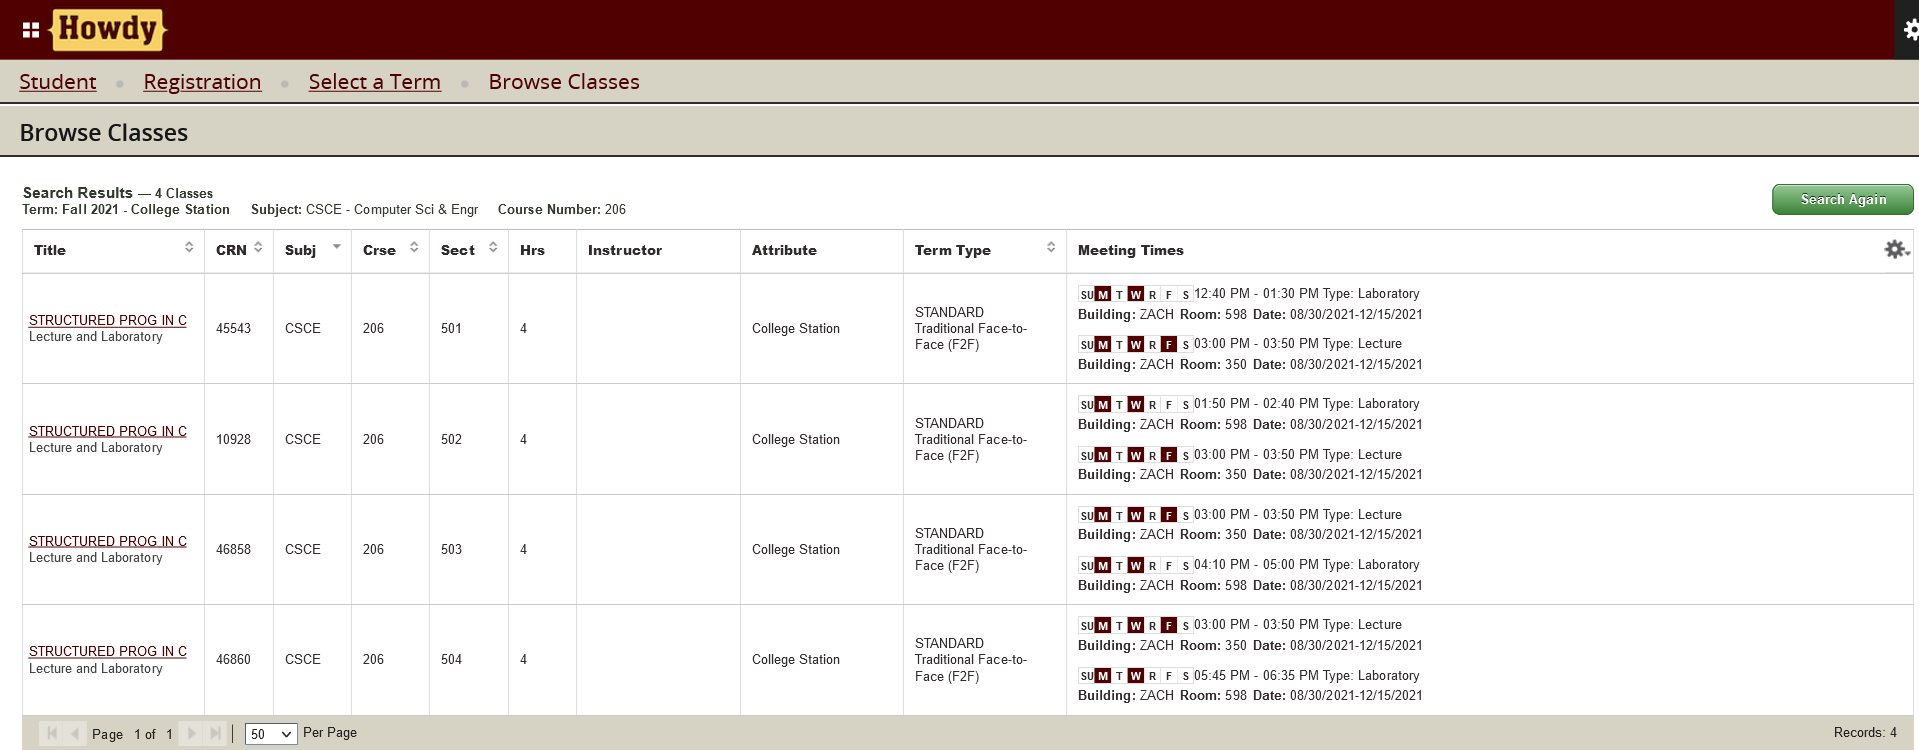 Howdy
Student • Registration • Select a Term • Browse Classes
Browse Classes
Search Results — 4 Classes
Term: Fall 2021 - College Station Subject: CSCE - Computer Sci & Engr Course Number: 206
Search Again
Title CRN Subj Crse Sect Hrs Instructor Attribute Term Type Meeting Times
STRUCTURED PROG IN C
Lecture and Laboratory
45543 CSCE 206 501 4 College Station
STANDARD
Traditional Face-to-
Face (F2F)
SU M T W R F S 12:40 PM - 01:30 PM Type: Laboratory
Building: ZACH Room: 598 Date: 08/30/2021-12/15/2021
SU M T W R F S 03:00 PM - 03:50 PM Type: Lecture
Building: ZACH Room: 350 Date: 08/30/2021-12/15/2021
STRUCTURED PROG IN C
Lecture and Laboratory
10928 CSCE 206 502 4 College Station
STANDARD
Traditional Face-to-
Face (F2F)
SU M T W R F S 01:50 PM - 02:40 PM Type: Laboratory
Building: ZACH Room: 598 Date: 08/30/2021-12/15/2021
SU M T W R F S 03:00 PM - 03:50 PM Type: Lecture
Building: ZACH Room: 350 Date: 08/30/2021-12/15/2021
STRUCTURED PROG IN C
Lecture and Laboratory
46858 CSCE 206 503 4 College Station
STANDARD
Traditional Face-to-
Face (F2F)
SU M T W R F S 03:00 PM - 03:50 PM Type: Lecture
Building: ZACH Room: 350 Date: 08/30/2021-12/15/2021
SU M T W R F S 04:10 PM - 05:00 PM Type: Laboratory
Building: ZACH Room: 598 Date: 08/30/2021-12/15/2021
STRUCTURED PROG IN C
Lecture and Laboratory
46860 CSCE 206 504 4 College Station
STANDARD
Traditional Face-to-
Face (F2F)
SU M T W R F S 03:00 PM - 03:50 PM Type: Lecture
Building: ZACH Room: 350 Date: 08/30/2021-12/15/2021
SU M T W R F S 05:45 PM - 06:35 PM Type: Laboratory
Building: ZACH Room: 598 Date: 08/30/2021-12/15/2021
Page 1 of 1 | 50 Per Page Records: 4